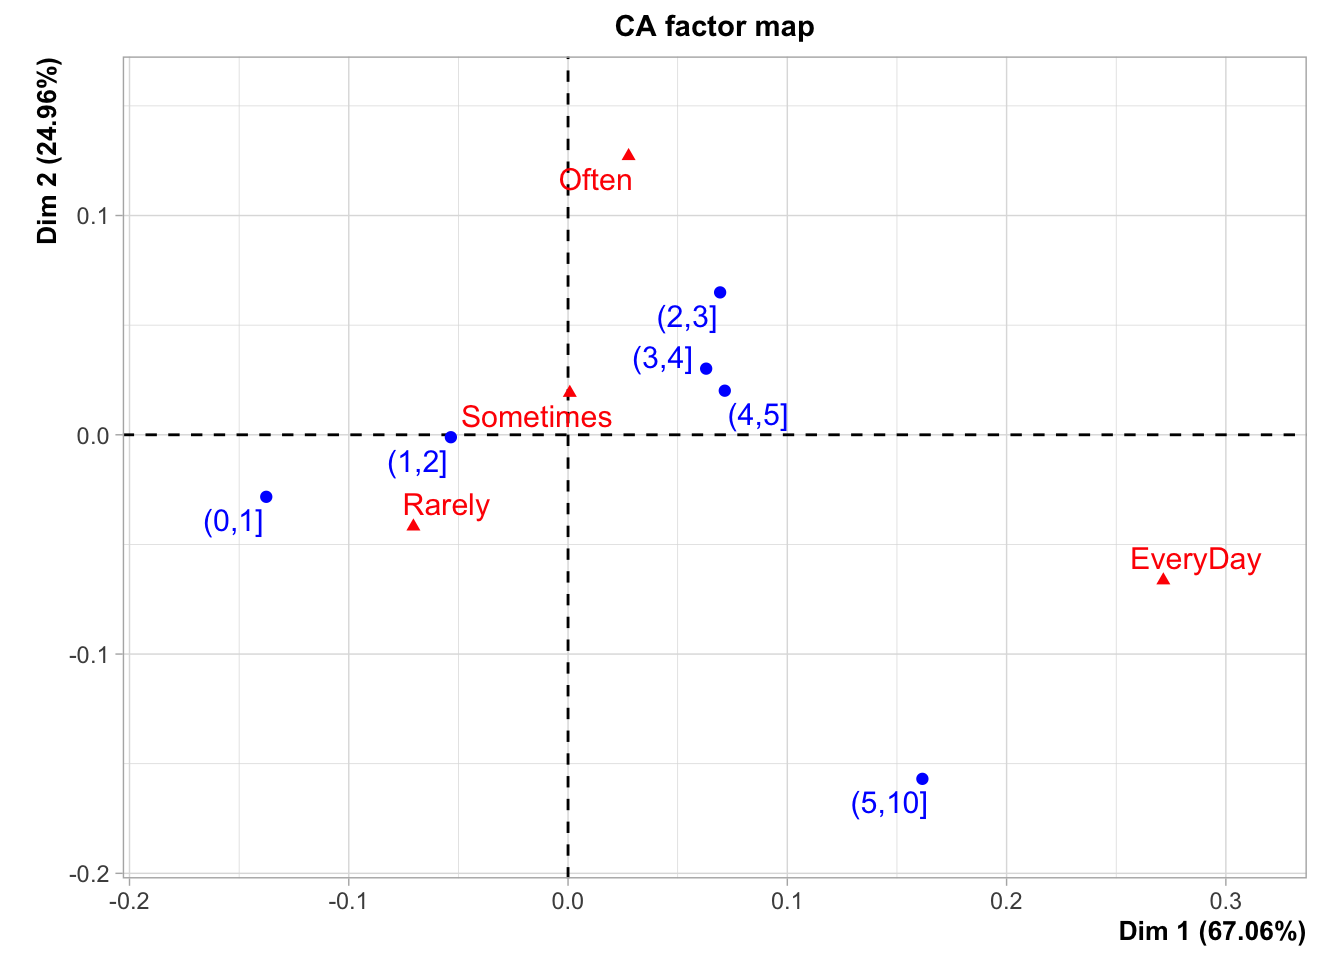 CA factor map
Dim 2 (24.96%)
Often
0.1
(2,3]
(3,4]
(4,5]
Sometimes
0.0
(1,2]
Rarely
(0,1]
EveryDay
-0.1
(5,10]
-0.2
-0.2 -0.1 0.0 0.1 0.2 0.3
Dim 1 (67.06%)